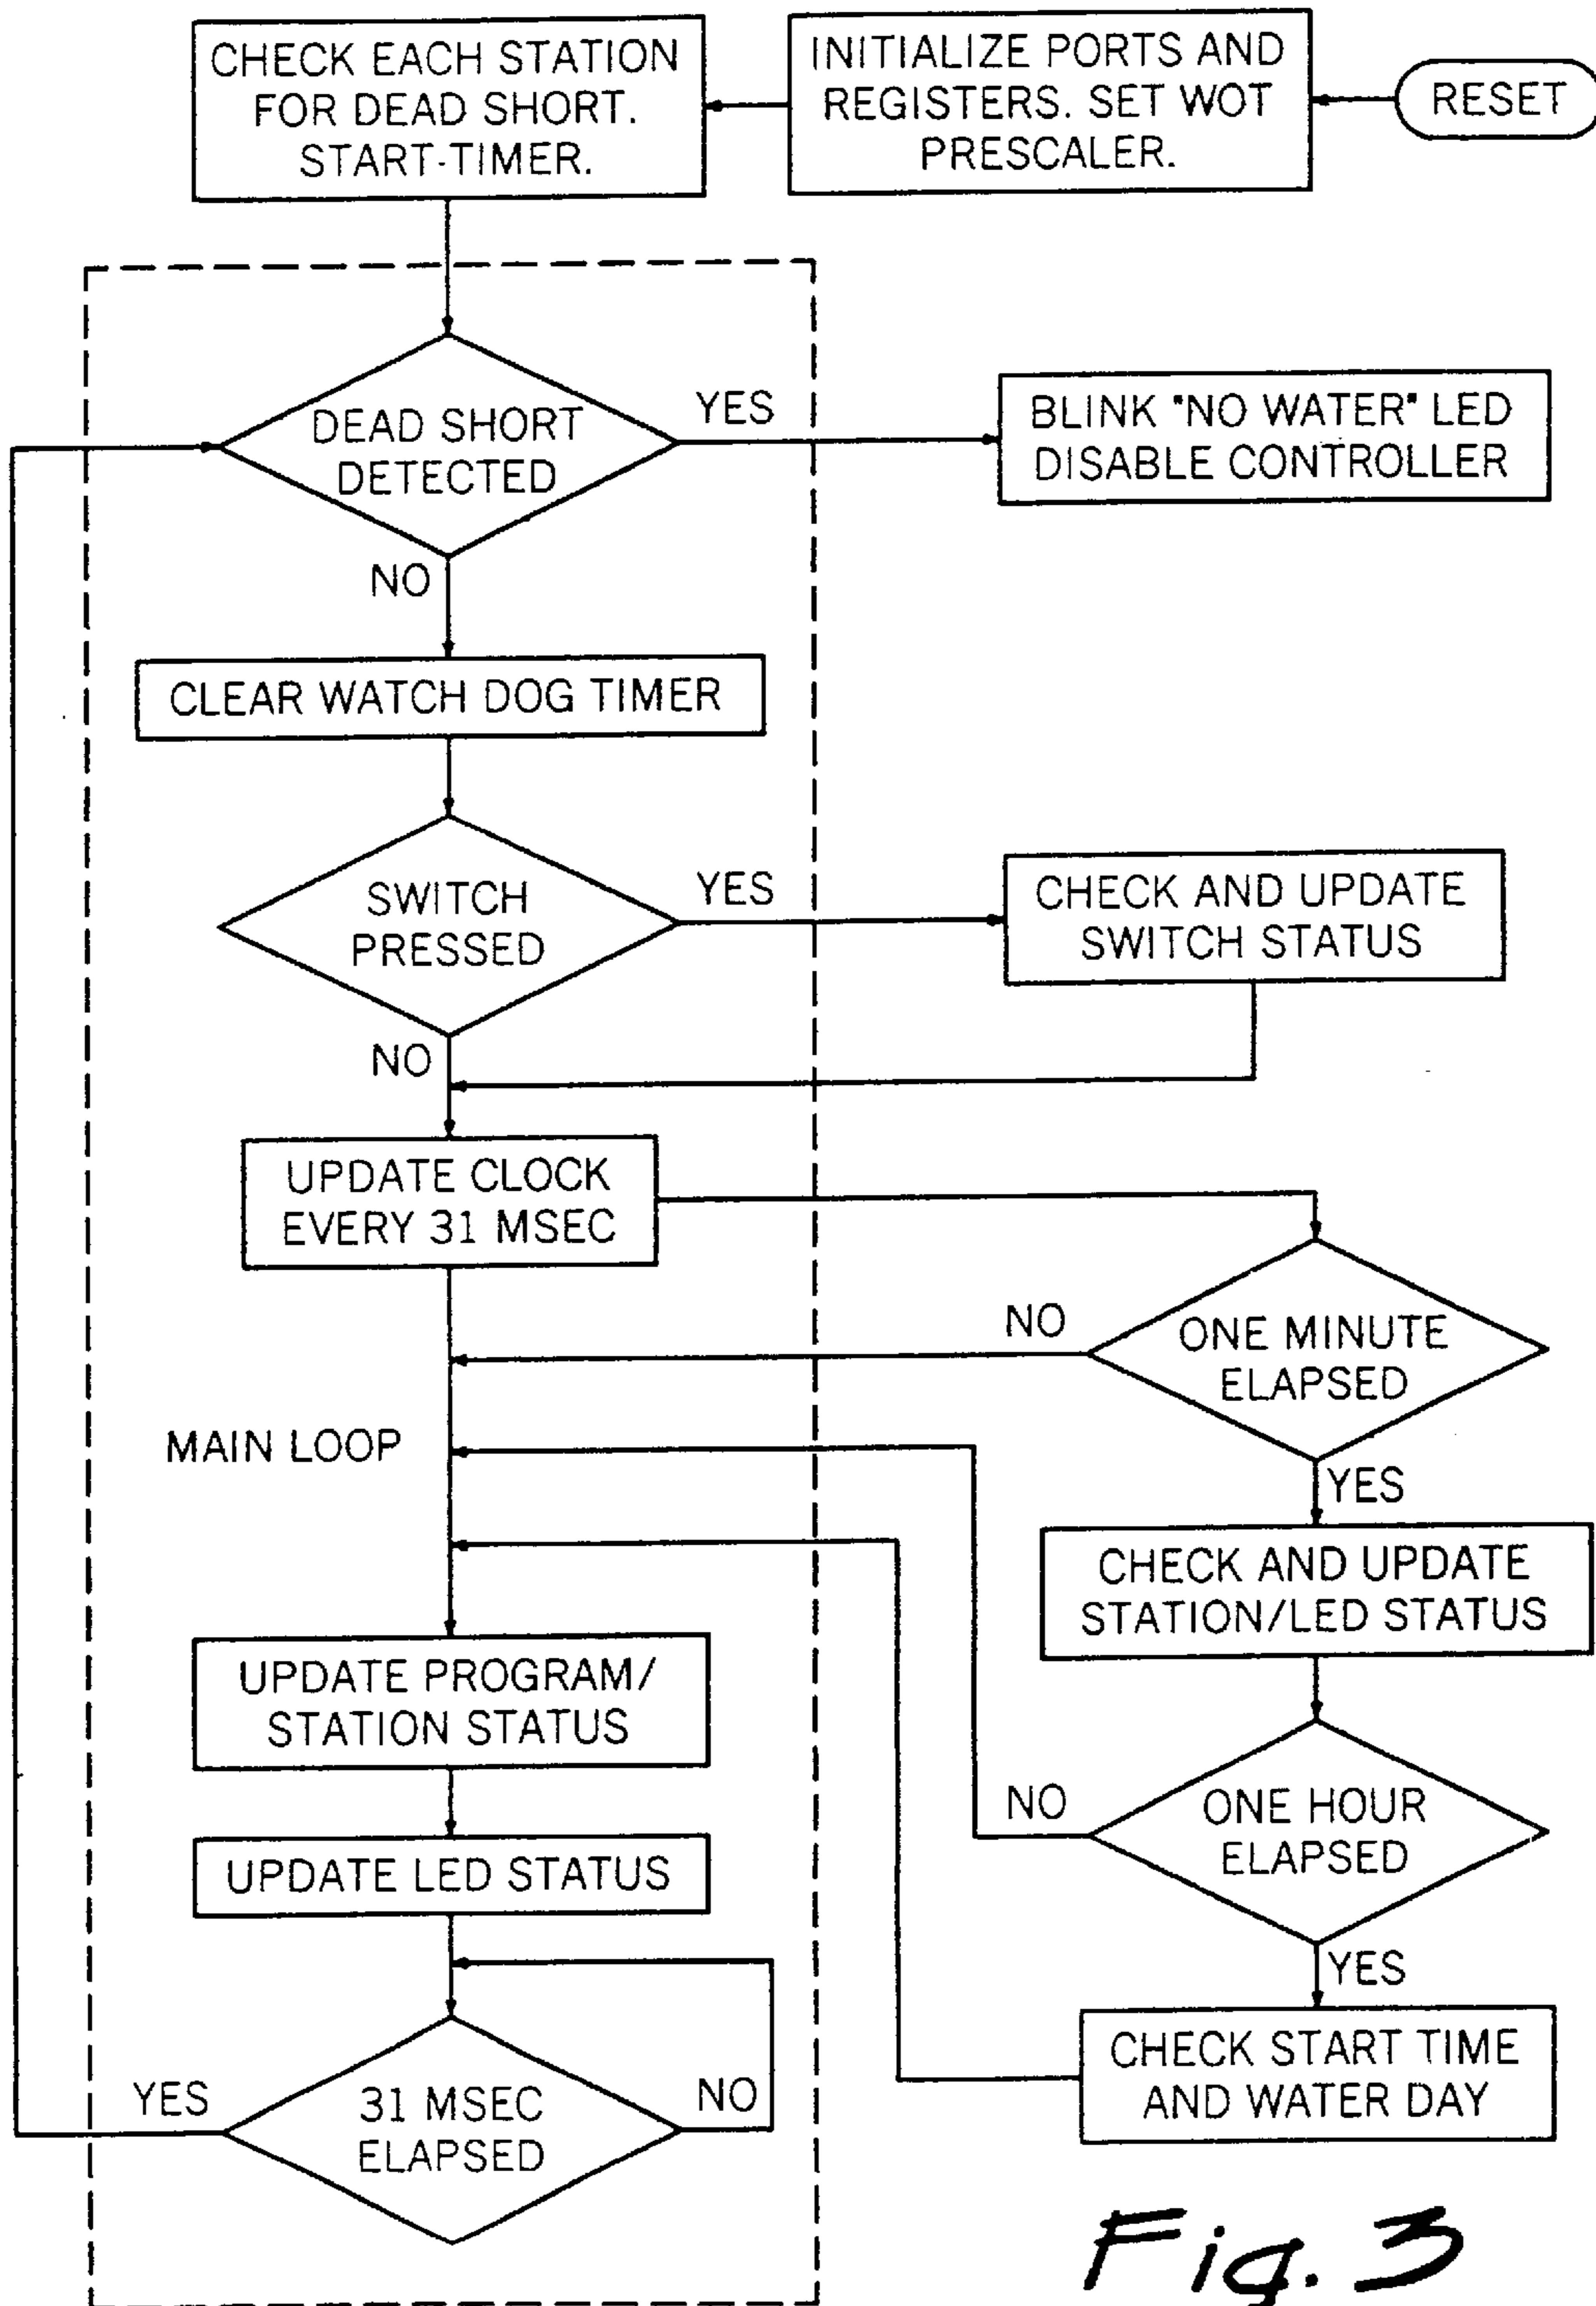 RESET
INITIALIZE PORTS AND
REGISTERS. SET WOT
PRESCALER.
CHECK EACH STATION
FOR DEAD SHORT.
START-TIMER.
DEAD SHORT
DETECTED
YES
BLINK "NO WATER" LED
DISABLE CONTROLLER
NO
CLEAR WATCH DOG TIMER
SWITCH
PRESSED
YES
CHECK AND UPDATE
SWITCH STATUS
NO
UPDATE CLOCK
EVERY 31 MSEC
ONE MINUTE
ELAPSED
NO
YES
MAIN LOOP
CHECK AND UPDATE
STATION/LED STATUS
ONE HOUR
ELAPSED
NO
YES
CHECK START TIME
AND WATER DAY
UPDATE PROGRAM/
STATION STATUS
UPDATE LED STATUS
31 MSEC
ELAPSED
YES
NO
Fig. 3